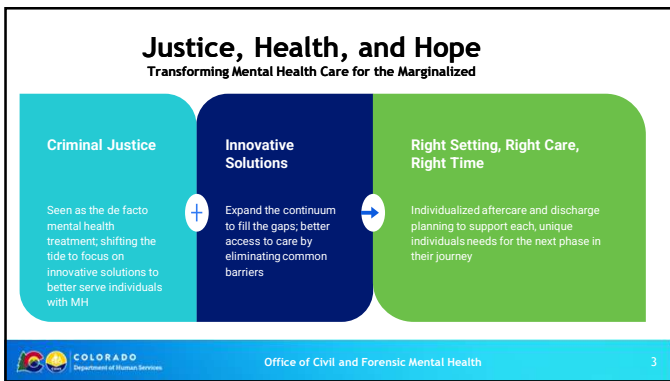 Justice, Health, and Hope
Transforming Mental Health Care for the Marginalized
Criminal Justice
Seen as the de facto
mental health
treatment; shifting the
tide to focus on
innovative solutions to
better serve individuals
with MH
+
Innovative
Solutions
Expand the continuum
to fill the gaps; better
access to care by
eliminating common
barriers
Right Setting, Right Care,
Right Time
Individualized aftercare and discharge
planning to support each, unique
individuals needs for the next phase in
their journey
COLORADO
Department of Human Services
Office of Civil and Forensic Mental Health
3